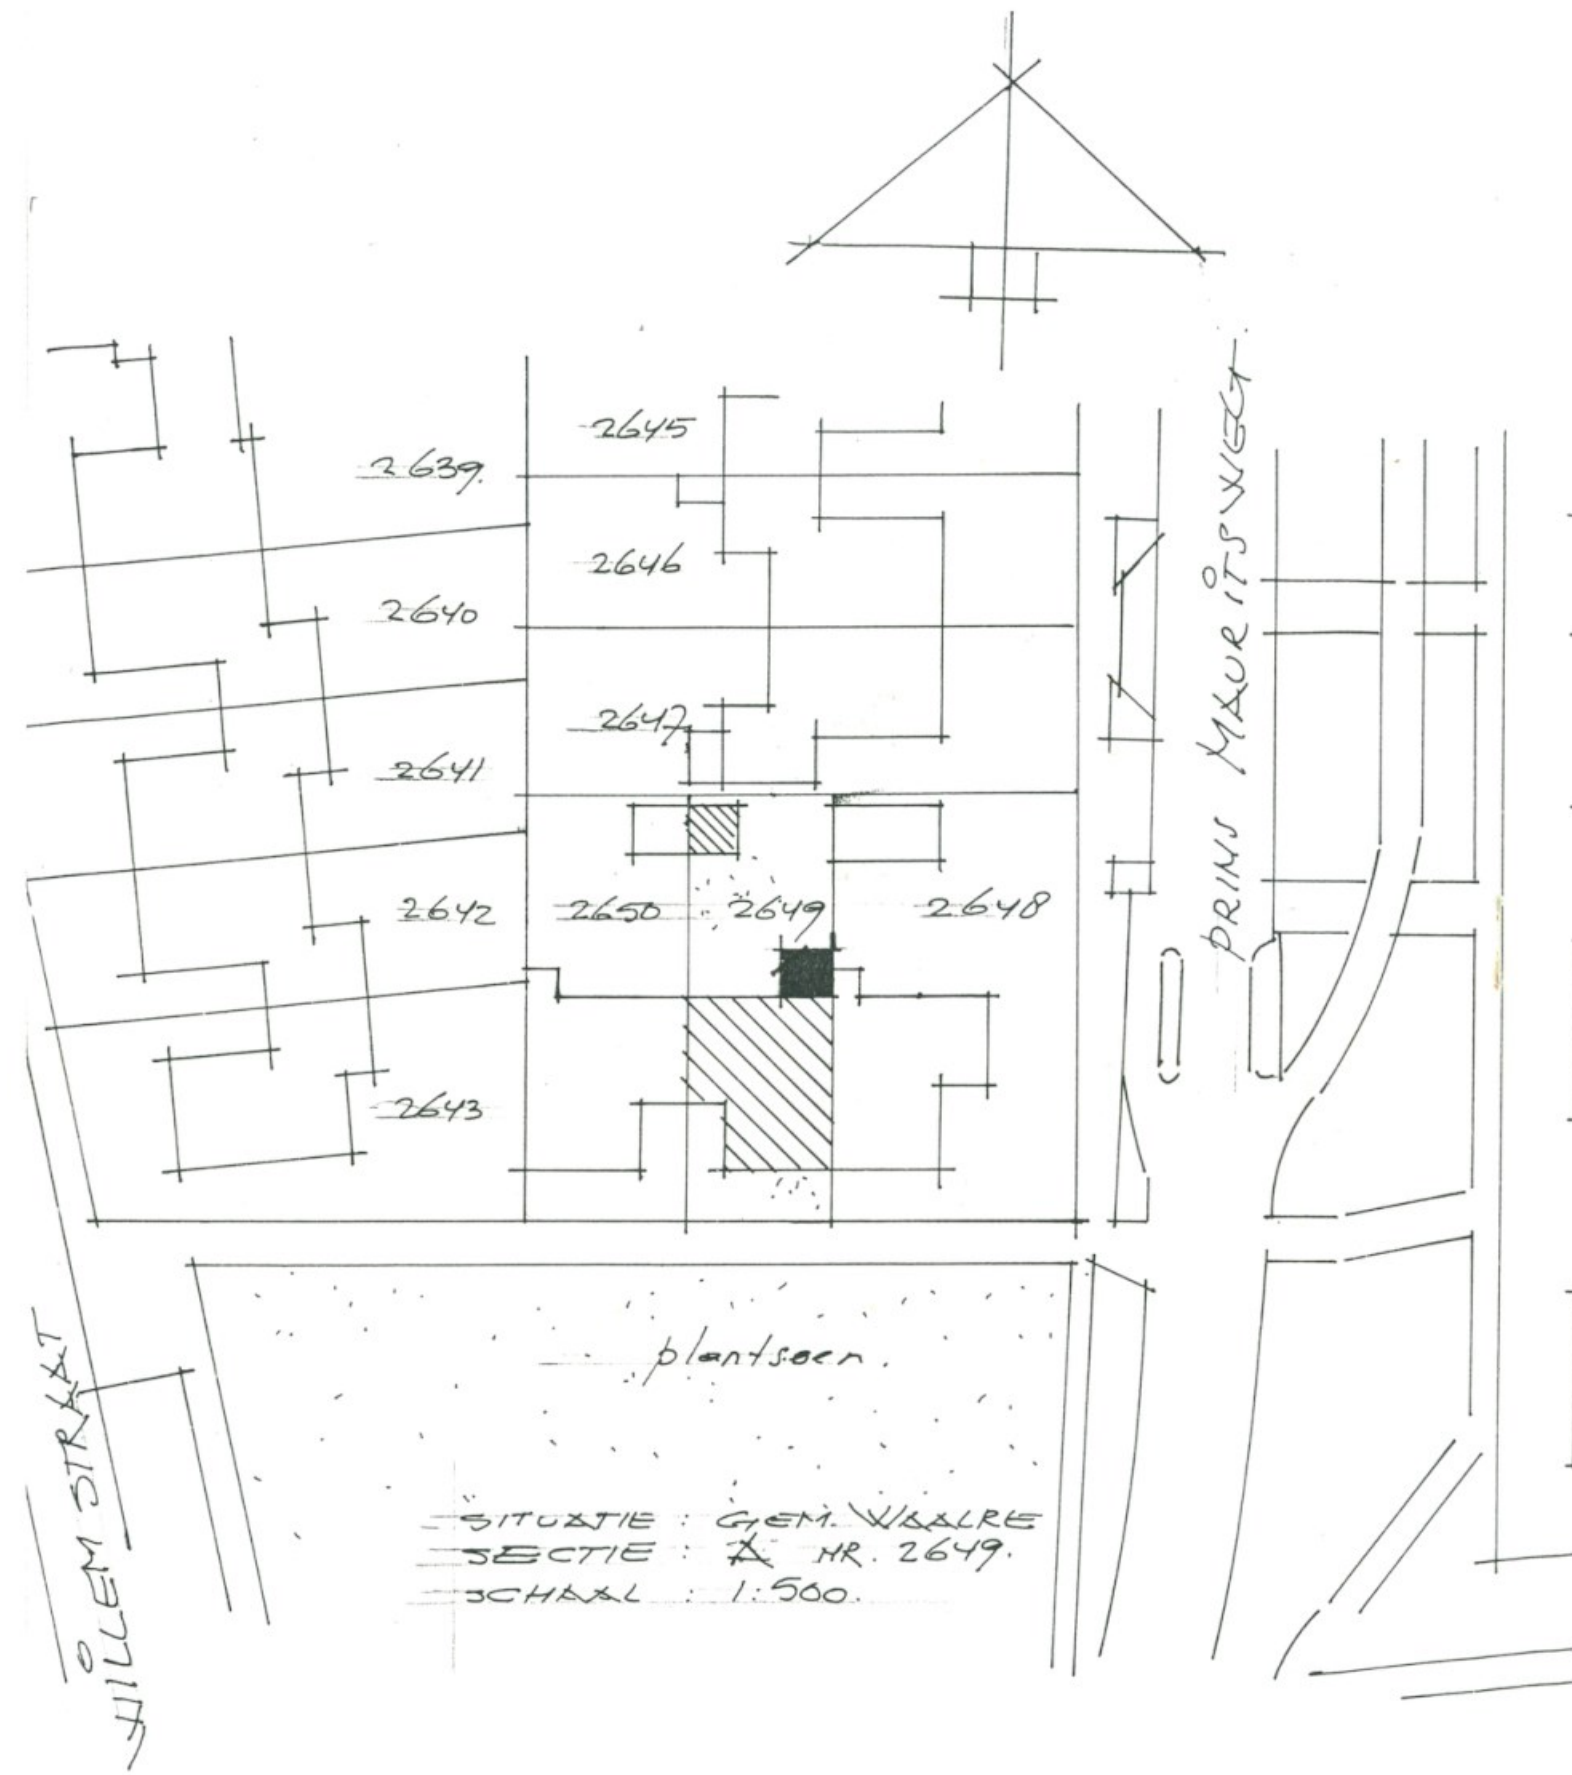 2645
2639.
2646
2640
2647
2641
2642
2650
2649
2648
2643
PRINS MAURITSWEG.
plantsoen.
WILLEM STRAAT
SITUATIE : GEM. WAALRE
SECTIE : A NR. 2649.
SCHAAL : 1:500.